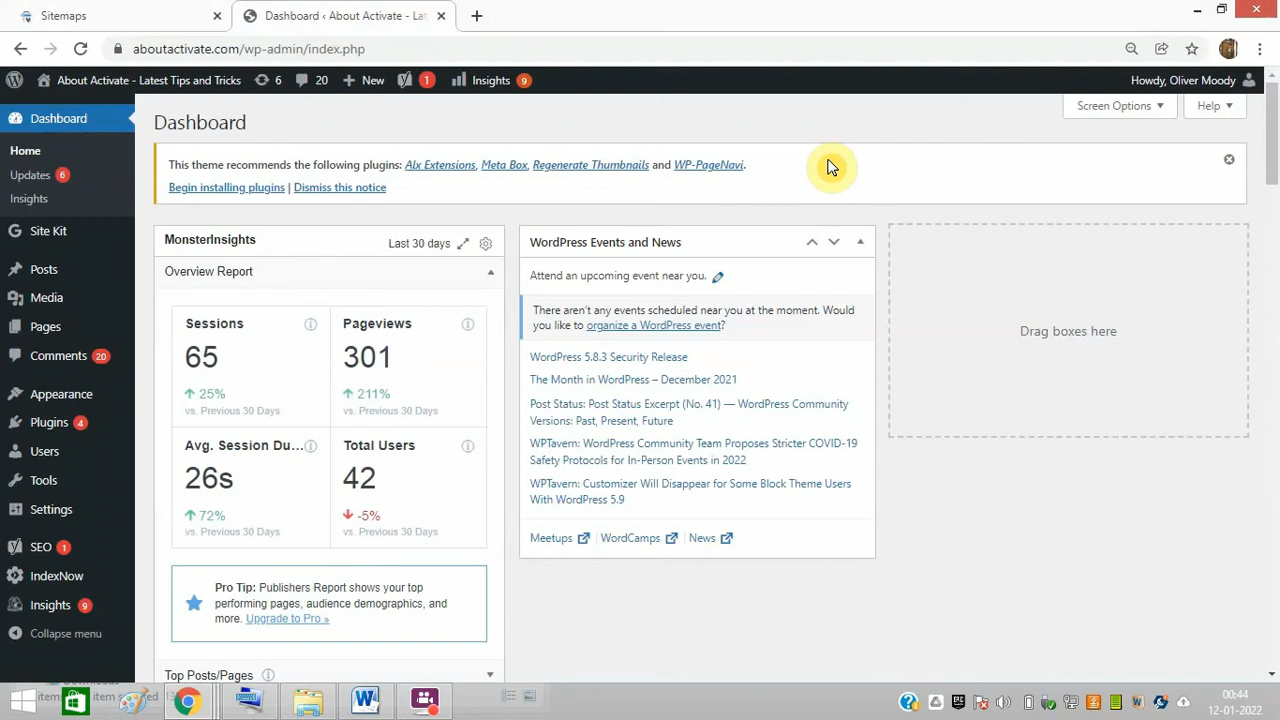 Sitemaps
Dashboard ‹ About Activate - Lat
aboutactivate.com/wp-admin/index.php
About Activate - Latest Tips and Tricks 6 20 New 1 Insights 9
Howdy, Oliver Moody
Dashboard
Home
Updates 6
Insights
Site Kit
Posts
Media
Pages
Comments 20
Appearance
Plugins 4
Users
Tools
Settings
SEO 1
IndexNow
Insights 9
Collapse menu
Screen Options
Help
Dashboard
This theme recommends the following plugins: Alx Extensions, Meta Box, Regenerate Thumbnails and WP-PageNavi.
Begin installing plugins | Dismiss this notice
MonsterInsights
Last 30 days
Overview Report
Sessions
65
25%
vs. Previous 30 Days
Pageviews
301
211%
vs. Previous 30 Days
Avg. Session Du...
26s
72%
vs. Previous 30 Days
Total Users
42
-5%
vs. Previous 30 Days
Pro Tip: Publishers Report shows your top
performing pages, audience demographics, and
more. Upgrade to Pro »
Top Posts/Pages
WordPress Events and News
Attend an upcoming event near you.
There aren't any events scheduled near you at the moment. Would
you like to organize a WordPress event?
WordPress 5.8.3 Security Release
The Month in WordPress – December 2021
Post Status: Post Status Excerpt (No. 41) — WordPress Community
Versions: Past, Present, Future
WPTavern: WordPress Community Team Proposes Stricter COVID-19
Safety Protocols for In-Person Events in 2022
WPTavern: Customizer Will Disappear for Some Block Theme Users
With WordPress 5.9
Meetups | WordCamps | News
Drag boxes here
00:44
12-01-2022